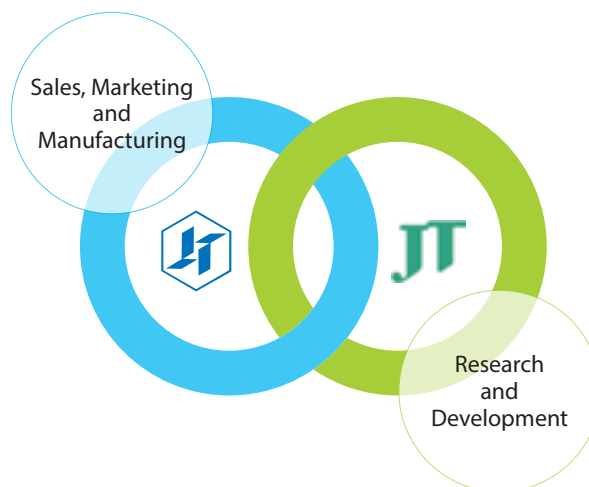 Sales, Marketing
and
Manufacturing
JT
Research
and
Development